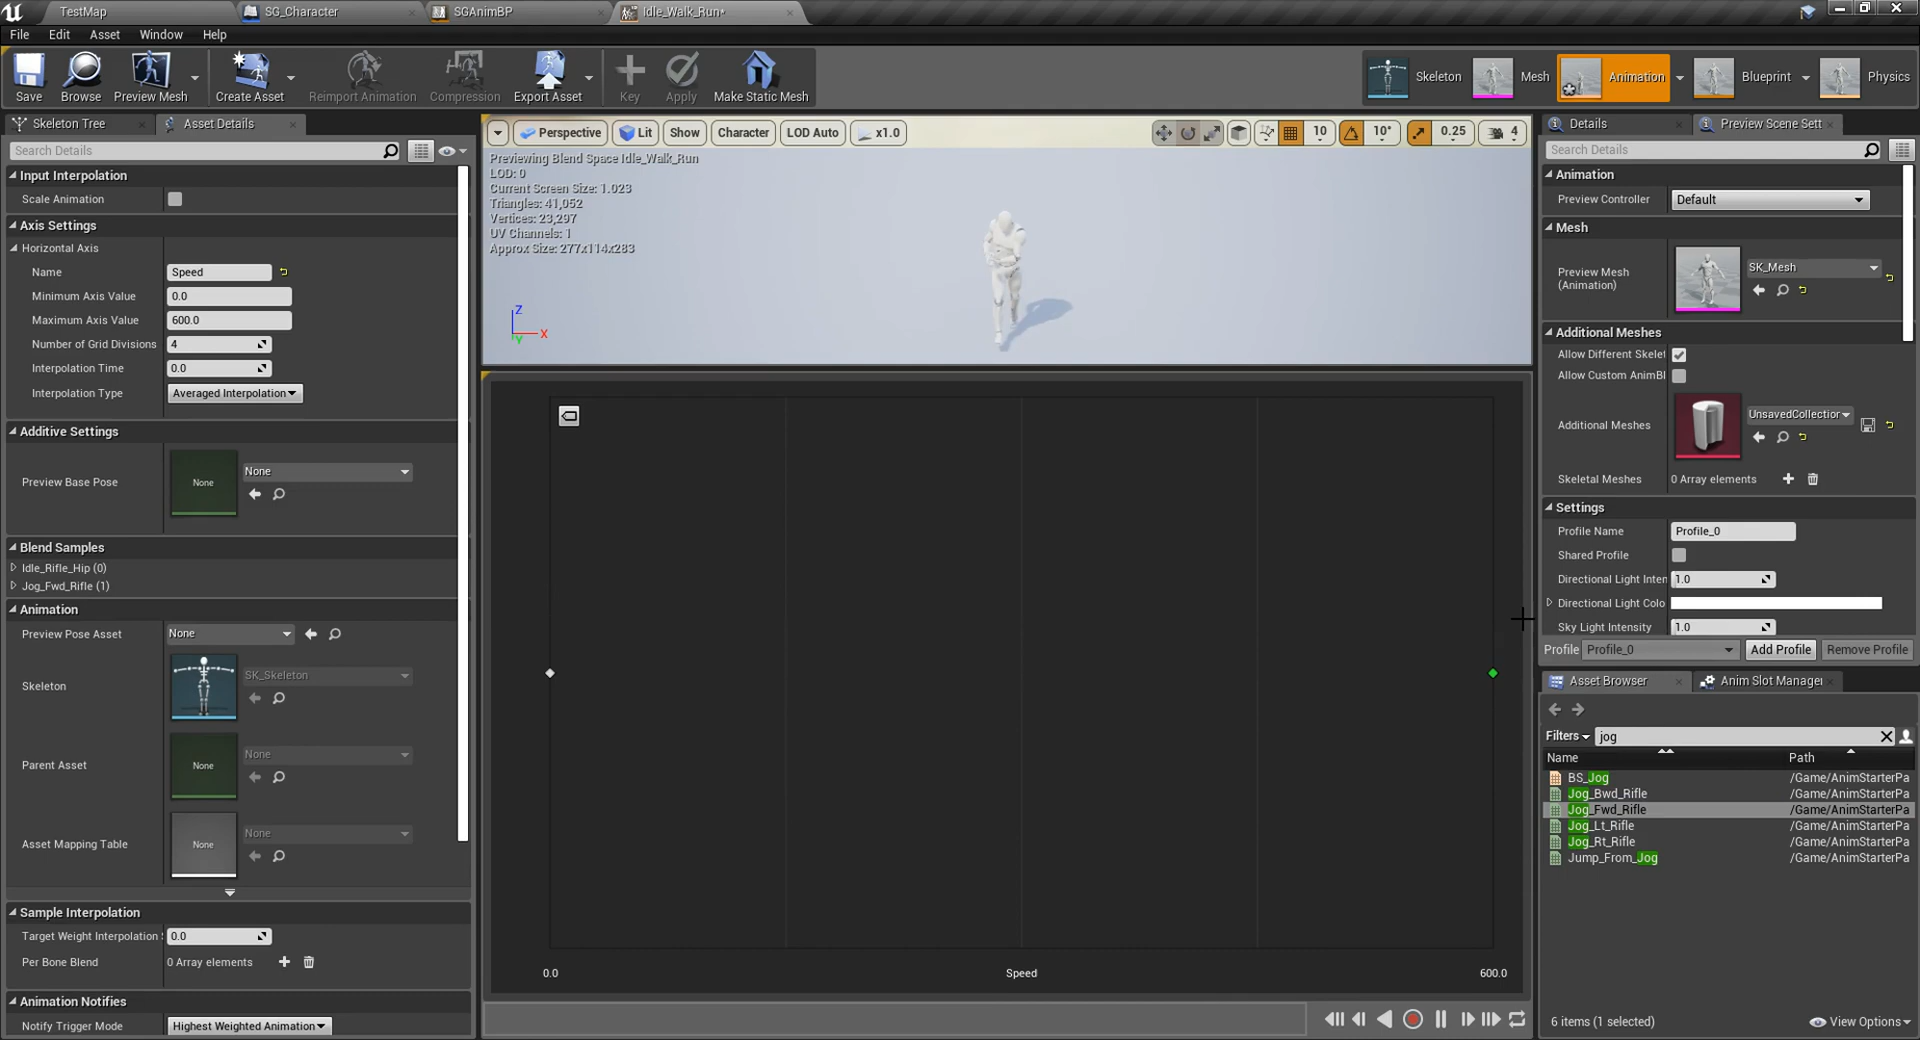 TestMap
SG_Character
SGAnimBP
Idle_Walk_Run*
File Edit Asset Window Help
Save
Browse
Preview Mesh
Create Asset
Reimport Animation
Compression
Export Asset
Key
Apply
Make Static Mesh
Skeleton
Mesh
Animation
Blueprint
Physics
Skeleton Tree
Asset Details
Search Details
Input Interpolation
Scale Animation
Axis Settings
Horizontal Axis
Name Speed
Minimum Axis Value 0.0
Maximum Axis Value 600.0
Number of Grid Divisions 4
Interpolation Time 0.0
Interpolation Type Averaged Interpolation
Additive Settings
Preview Base Pose None None
Blend Samples
Idle_Rifle_Hip (0)
Jog_Fwd_Rifle (1)
Animation
Preview Pose Asset None
Skeleton SK_Skeleton
Parent Asset None None
Asset Mapping Table None None
Sample Interpolation
Target Weight Interpolation 0.0
Per Bone Blend 0 Array elements
Animation Notifies
Notify Trigger Mode Highest Weighted Animation
Perspective Lit Show Character LOD Auto x1.0 10 10° 0.25 4
Previewing Blend Space Idle_Walk_Run
LOD: 0
Current Screen Size: 1.023
Triangles: 41,052
Vertices: 23,297
UV Channels: 1
Approx Size: 277x114x283
Z
X
Y
0.0 Speed 600.0
Details
Preview Scene Sett
Search Details
Animation
Preview Controller Default
Mesh
Preview Mesh (Animation) SK_Mesh
Additional Meshes
Allow Different Skelet
Allow Custom AnimBl
Additional Meshes UnsavedCollection
Skeletal Meshes 0 Array elements
Settings
Profile Name Profile_0
Shared Profile
Directional Light Inten 1.0
Directional Light Colo
Sky Light Intensity 1.0
Profile Profile_0 Add Profile Remove Profile
Asset Browser
Anim Slot Manager
Filters jog
Name Path
BS_Jog /Game/AnimStarterPa
Jog_Bwd_Rifle /Game/AnimStarterPa
Jog_Fwd_Rifle /Game/AnimStarterPa
Jog_Lt_Rifle /Game/AnimStarterPa
Jog_Rt_Rifle /Game/AnimStarterPa
Jump_From_Jog /Game/AnimStarterPa
6 items (1 selected) View Options